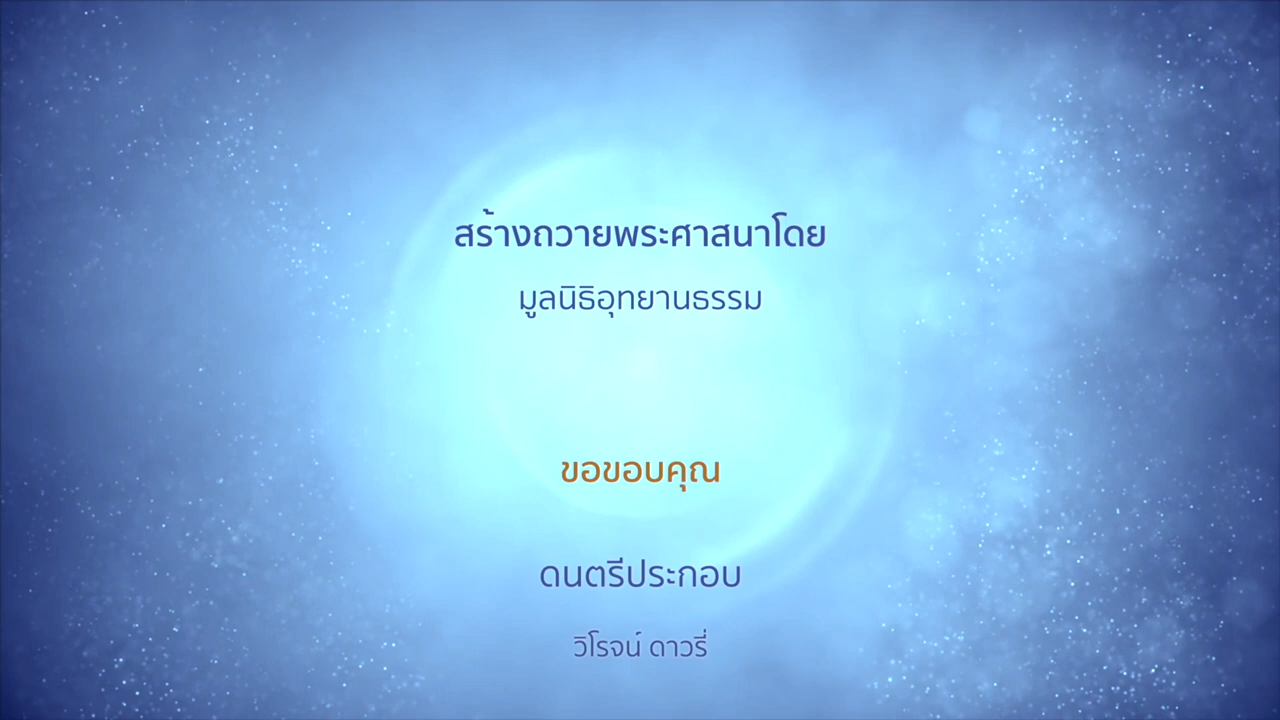 สร้างถวายพระศาสนาโดย
มูลนิธิอุทยานธรรม
ขอขอบคุณ
ดนตรีประกอบ
วิโรจน์ ดาวรี่